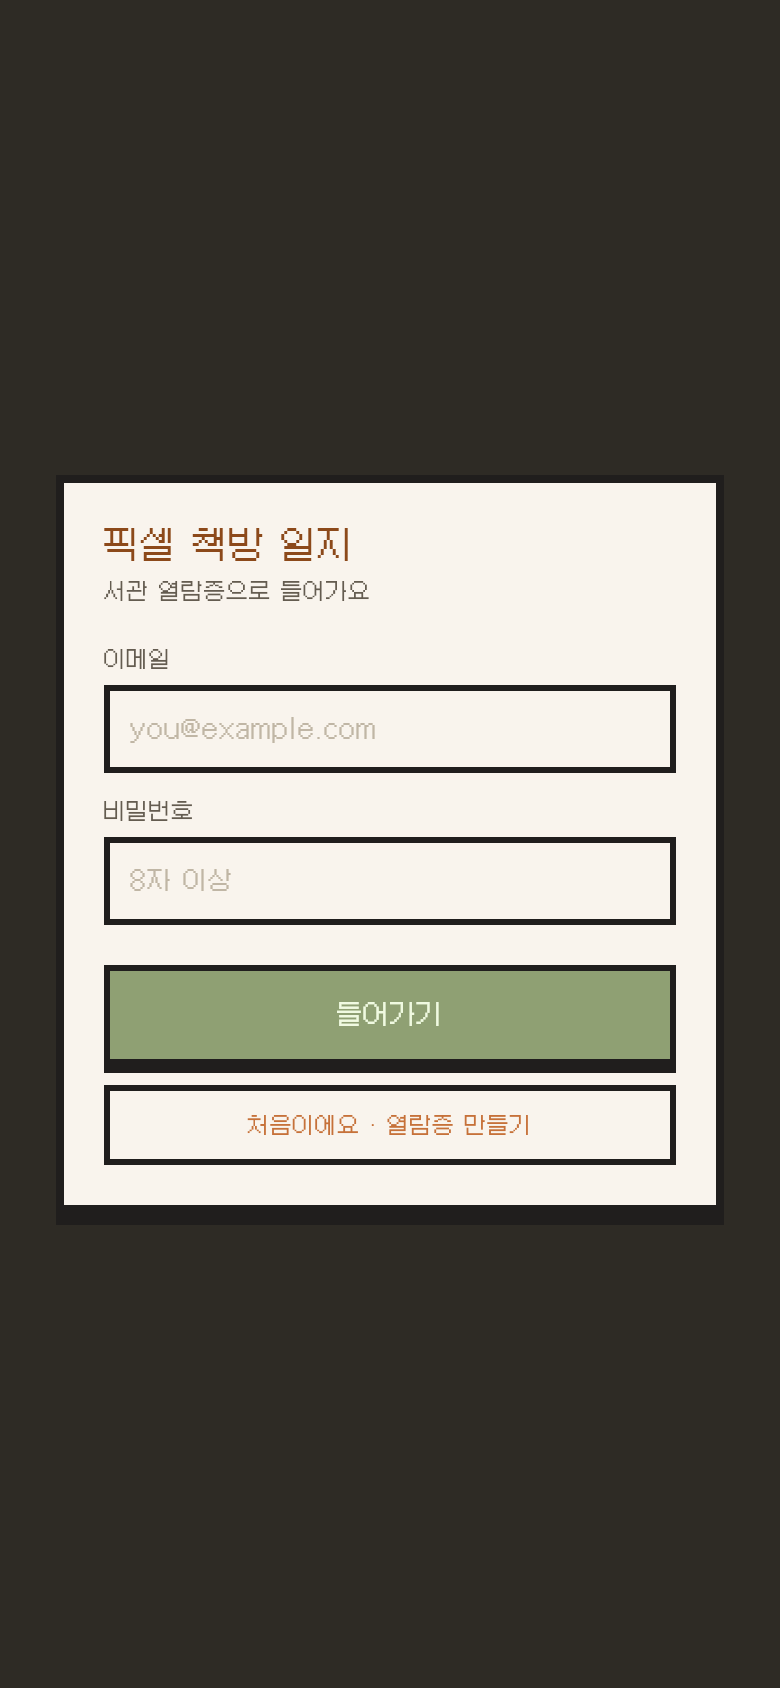 픽셀 책방 일지
서관 열람증으로 들어가요
이메일
you@example.com
비밀번호
8자 이상
들어가기
처음이에요 · 열람증 만들기